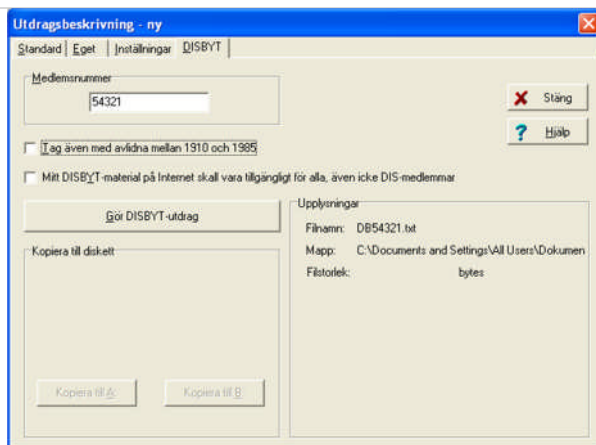 Utdragsbeskrivning - ny
Standard Eget Inställningar DISBYT
Medlemsnummer
54321
Stäng
Hjälp
Tag även med avlidna mellan 1910 och 1985
Mitt DISBYT-material på Internet skall vara tillgängligt för alla, även icke DIS-medlemmar
Gör DISBYT-utdrag
Upplysningar
Filnamn: DB54321.txt
Mapp: C:\Documents and Settings\All Users\Dokumen
Filstorlek: bytes
Kopiera till diskett
Kopiera till A: Kopiera till B